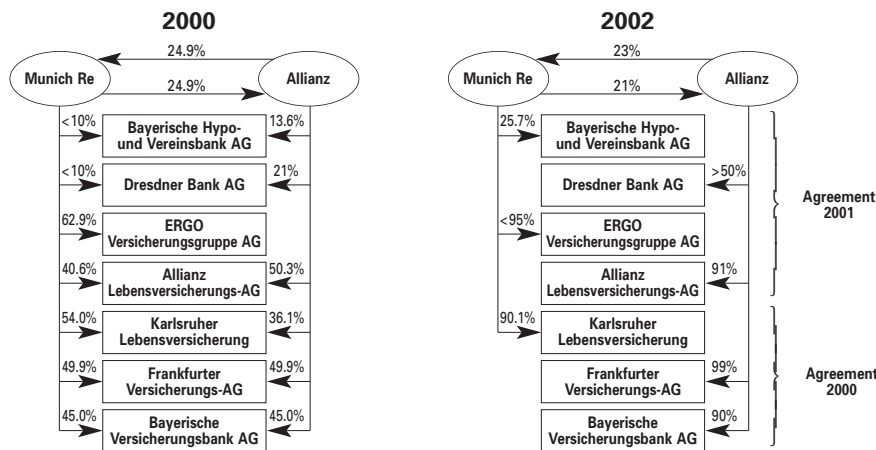 2000
24.9%
Munich Re
Allianz
24.9%
<10%
Bayerische Hypo-
und Vereinsbank AG
13.6%
<10%
Dresdner Bank AG
21%
62.9%
ERGO
Versicherungsgruppe AG
40.6%
Allianz
Lebensversicherungs-AG
50.3%
54.0%
Karlsruher
Lebensversicherung
36.1%
49.9%
Frankfurter
Versicherungs-AG
49.9%
45.0%
Bayerische
Versicherungsbank AG
45.0%
2002
23%
Munich Re
Allianz
21%
25.7%
Bayerische Hypo-
und Vereinsbank AG
Dresdner Bank AG
>50%
<95%
ERGO
Versicherungsgruppe AG
Allianz
Lebensversicherungs-AG
91%
90.1%
Karlsruher
Lebensversicherung
Frankfurter
Versicherungs-AG
99%
Bayerische
Versicherungsbank AG
90%
Agreement
2001
Agreement
2000